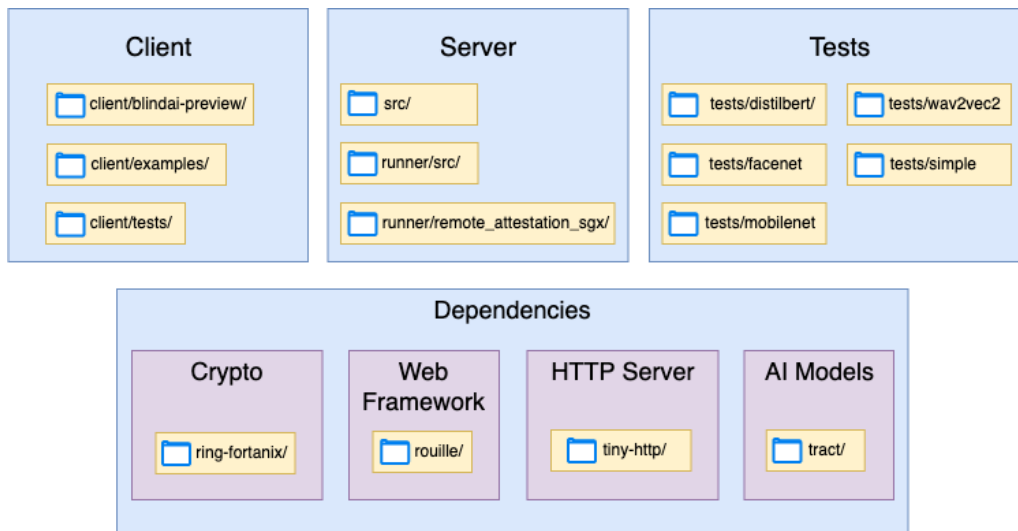 Client
client/blindai-preview/
client/examples/
client/tests/
Server
src/
runner/src/
runner/remote_attestation_sgx/
Tests
tests/distilbert/
tests/wav2vec2
tests/facenet
tests/simple
tests/mobilenet
Dependencies
Crypto
ring-fortanix/
Web
Framework
rouille/
HTTP Server
tiny-http/
AI Models
tract/